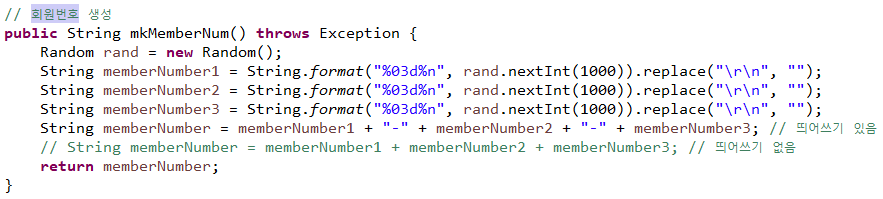 // 회원번호 생성
public String mkMemberNum() throws Exception {
    Random rand = new Random();
    String memberNumber1 = String.format("%03d%n", rand.nextInt(1000)).replace("\r\n", "");
    String memberNumber2 = String.format("%03d%n", rand.nextInt(1000)).replace("\r\n", "");
    String memberNumber3 = String.format("%03d%n", rand.nextInt(1000)).replace("\r\n", "");
    String memberNumber = memberNumber1 + "-" + memberNumber2 + "-" + memberNumber3; // 띄어쓰기 있음
    // String memberNumber = memberNumber1 + memberNumber2 + memberNumber3; // 띄어쓰기 없음
    return memberNumber;
}